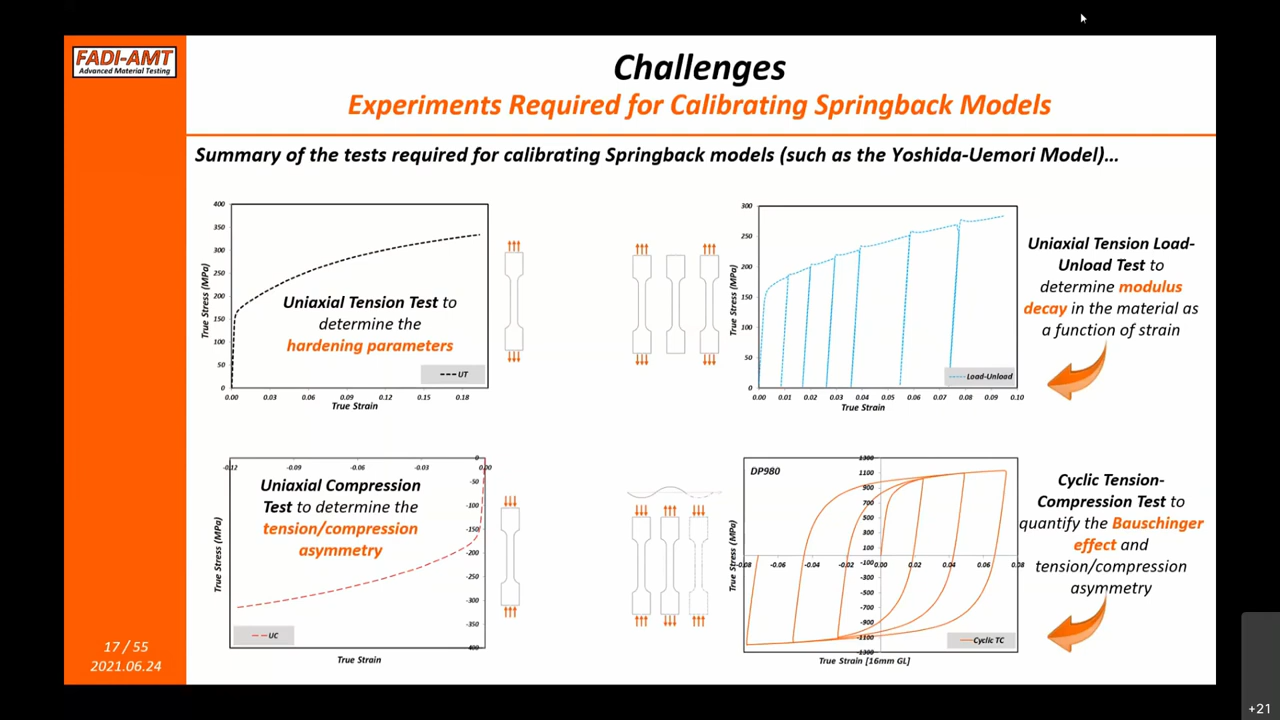 FADI-AMT
Advanced Material Testing
Challenges
Experiments Required for Calibrating Springback Models
Summary of the tests required for calibrating Springback models (such as the Yoshida-Uemori Model)...
400
350
300
250
200
150
100
50
0
True Stress (MPa)
0.00
0.03
0.06
0.09
0.12
0.15
0.18
True Strain
Uniaxial Tension Test to
determine the
hardening parameters
UT
300
250
200
150
100
50
0
True Stress (MPa)
0.00
0.01
0.02
0.03
0.04
0.05
0.06
0.07
0.08
0.09
0.10
True Strain
Load-Unload
Uniaxial Tension Load-
Unload Test to
determine modulus
decay in the material as
a function of strain
-0.12
-0.09
-0.06
-0.03
0.00
0
-50
-100
-150
-200
-250
-300
-350
-400
True Stress (MPa)
True Strain
Uniaxial Compression
Test to determine the
tension/compression
asymmetry
UC
DP980
1300
1100
900
700
500
300
100
-100
-300
-500
-700
-900
-1100
-1300
True Stress (MPa)
-0.08
-0.06
-0.04
-0.02
0.00
0.02
0.04
0.06
0.08
True Strain [16mm GL]
Cyclic TC
Cyclic Tension-
Compression Test to
quantify the Bauschinger
effect and
tension/compression
asymmetry
17 / 55
2021.06.24
+21